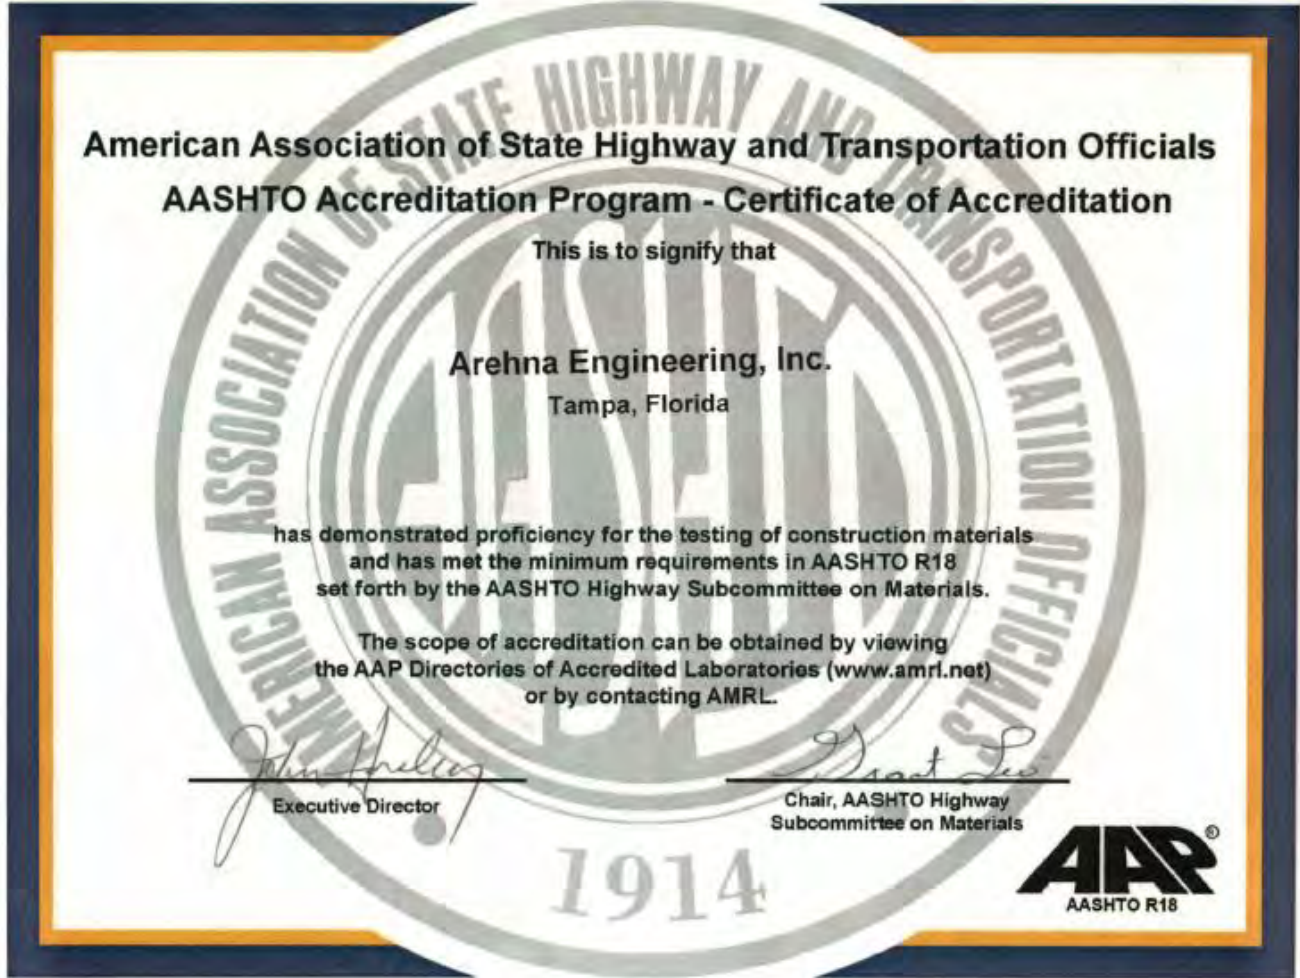 American Association of State Highway and Transportation Officials
AASHTO Accreditation Program - Certificate of Accreditation
This is to signify that
Arehna Engineering, Inc.
Tampa, Florida
has demonstrated proficiency for the testing of construction materials
and has met the minimum requirements in AASHTO R18
set forth by the AASHTO Highway Subcommittee on Materials.
The scope of accreditation can be obtained by viewing
the AAP Directories of Accredited Laboratories (www.amrl.net)
or by contacting AMRL.
John Horsley
Executive Director
Chair, AASHTO Highway
Subcommittee on Materials
AAP®
AASHTO R18
AMERICAN ASSOCIATION OF STATE HIGHWAY AND TRANSPORTATION OFFICIALS
AASHTO
1914